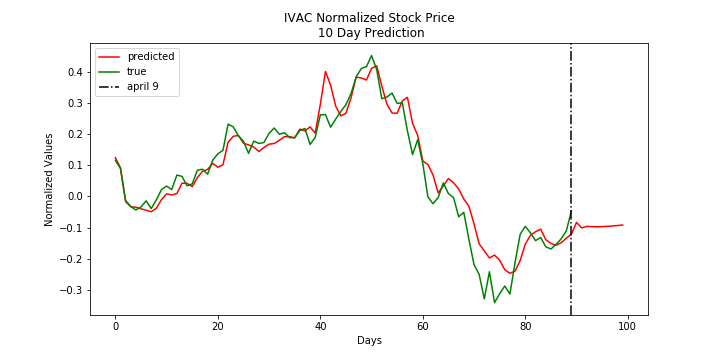 IVAC Normalized Stock Price
10 Day Prediction
predicted
true
april 9
Normalized Values
0.4
0.3
0.2
0.1
0.0
−0.1
−0.2
−0.3
0 20 40 60 80 100
Days